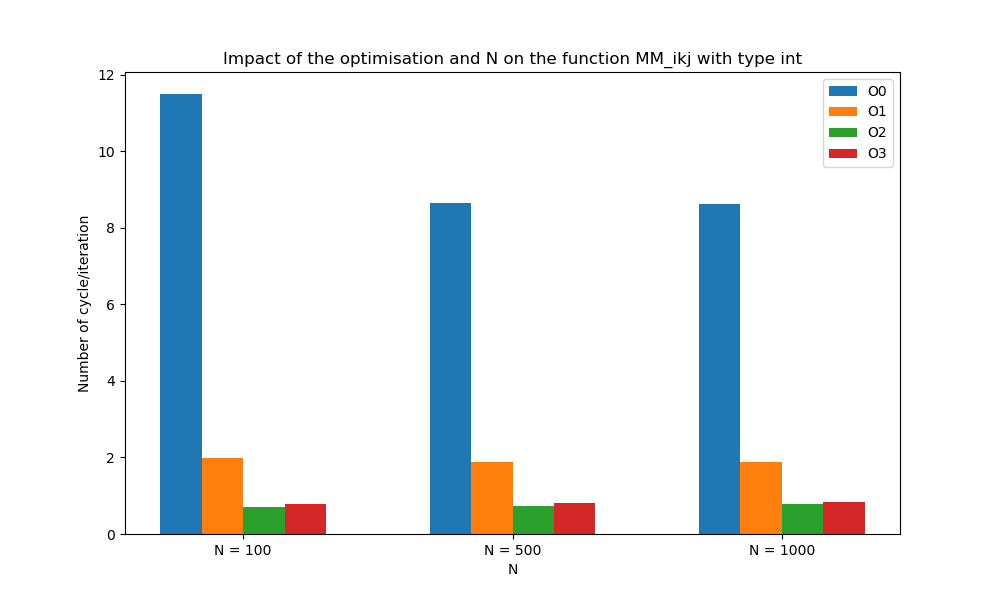 Impact of the optimisation and N on the function MM_ikj with type int
12
10
8
6
4
2
0
Number of cycle/iteration
O0
O1
O2
O3
N = 100
N = 500
N = 1000
N